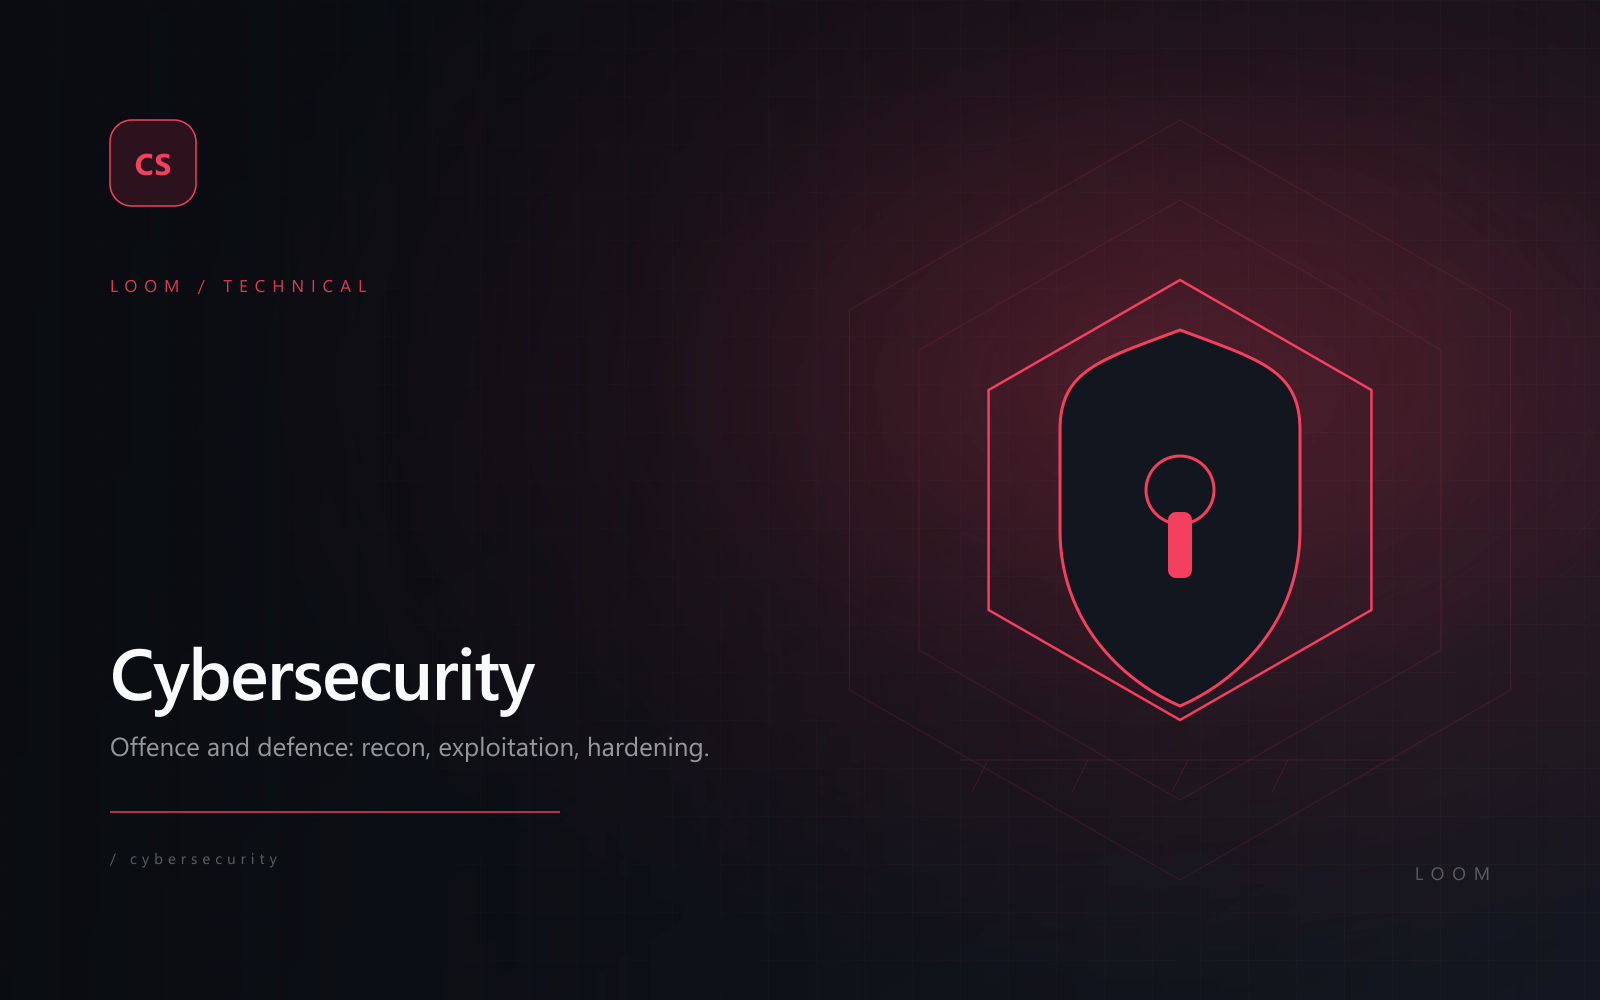 CS
LOOM / TECHNICAL
Cybersecurity
Offence and defence: recon, exploitation, hardening.
/ cybersecurity
LOOM